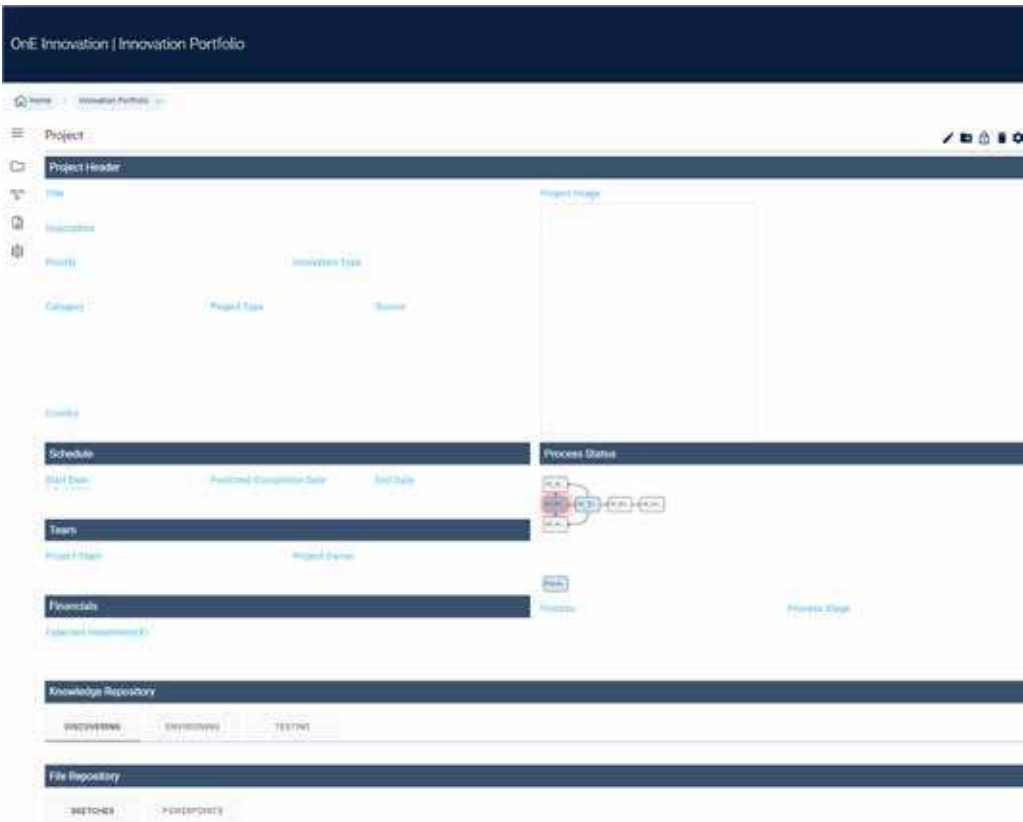 OnE Innovation | Innovation Portfolio
Home / Innovation Portfolio
Project
Project Header
Title
Project Image
Description
Priority
Innovation Type
Category
Project Type
Source
Country
Schedule
Process Status
Start Date
Predicted Completion Date
End Date
Team
Project Team
Project Owner
Financials
Process
Process Stage
Expected Investment(€)
Knowledge Repository
DISCOVERING
ENVISIONING
TESTING
File Repository
SKETCHES
POWERPOINTS